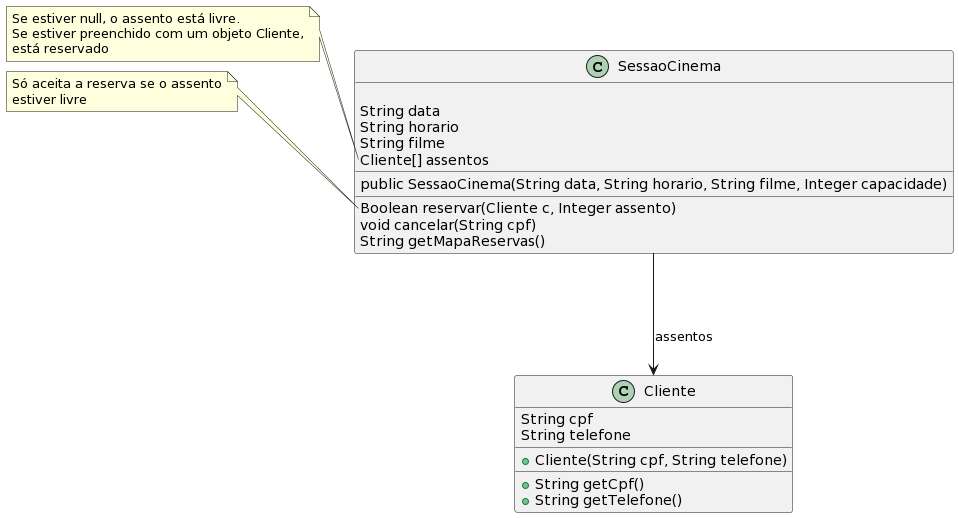 Se estiver null, o assento está livre.
Se estiver preenchido com um objeto Cliente,
está reservado
Só aceita a reserva se o assento
estiver livre
C SessaoCinema
String data
String horario
String filme
Cliente[] assentos
public SessaoCinema(String data, String horario, String filme, Integer capacidade)
Boolean reservar(Cliente c, Integer assento)
void cancelar(String cpf)
String getMapaReservas()
assentos
C Cliente
String cpf
String telefone
Cliente(String cpf, String telefone)
String getCpf()
String getTelefone()